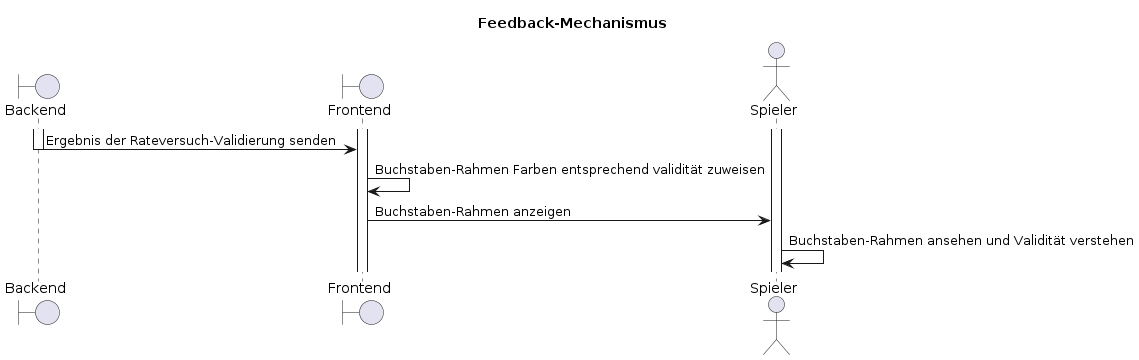 Feedback-Mechanismus
Backend
Frontend
Spieler
Ergebnis der Rateversuch-Validierung senden
Buchstaben-Rahmen Farben entsprechend validität zuweisen
Buchstaben-Rahmen anzeigen
Buchstaben-Rahmen ansehen und Validität verstehen
Backend
Frontend
Spieler